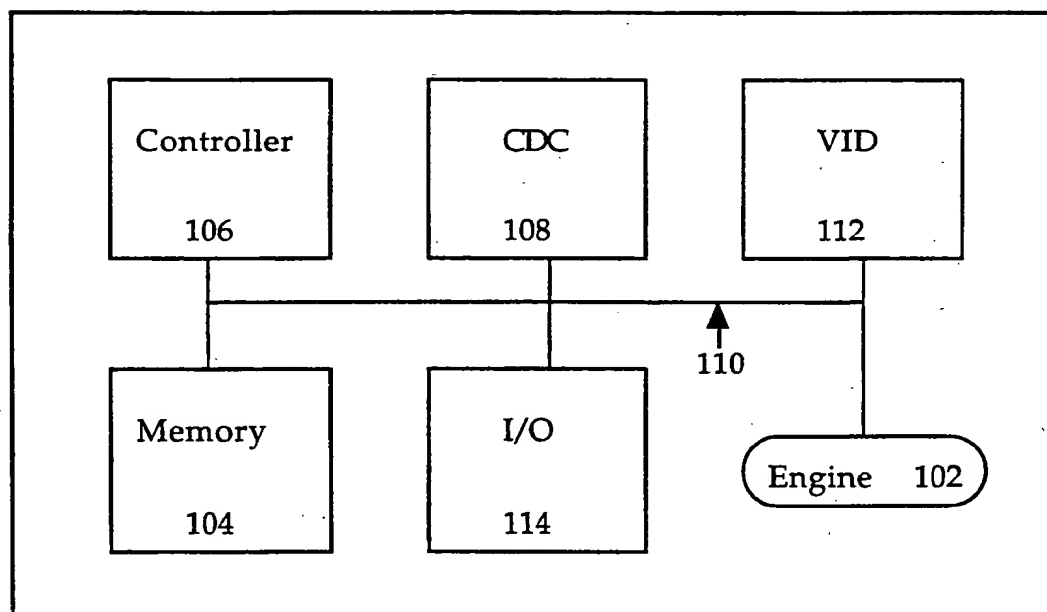 Controller
106
CDC
108
VID
112
110
Memory
104
I/O
114
Engine 102